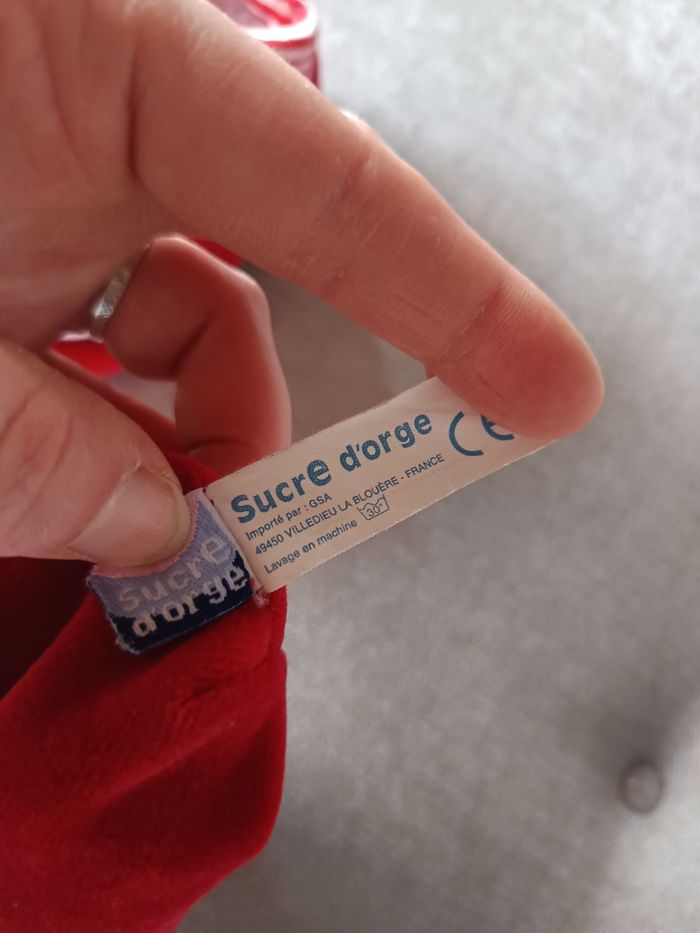 Sucre d'orge
CE
Importé par : GSA
49450 VILLEDIEU LA BLOUÈRE - FRANCE
Lavage en machine 30°
sucre
d'orge